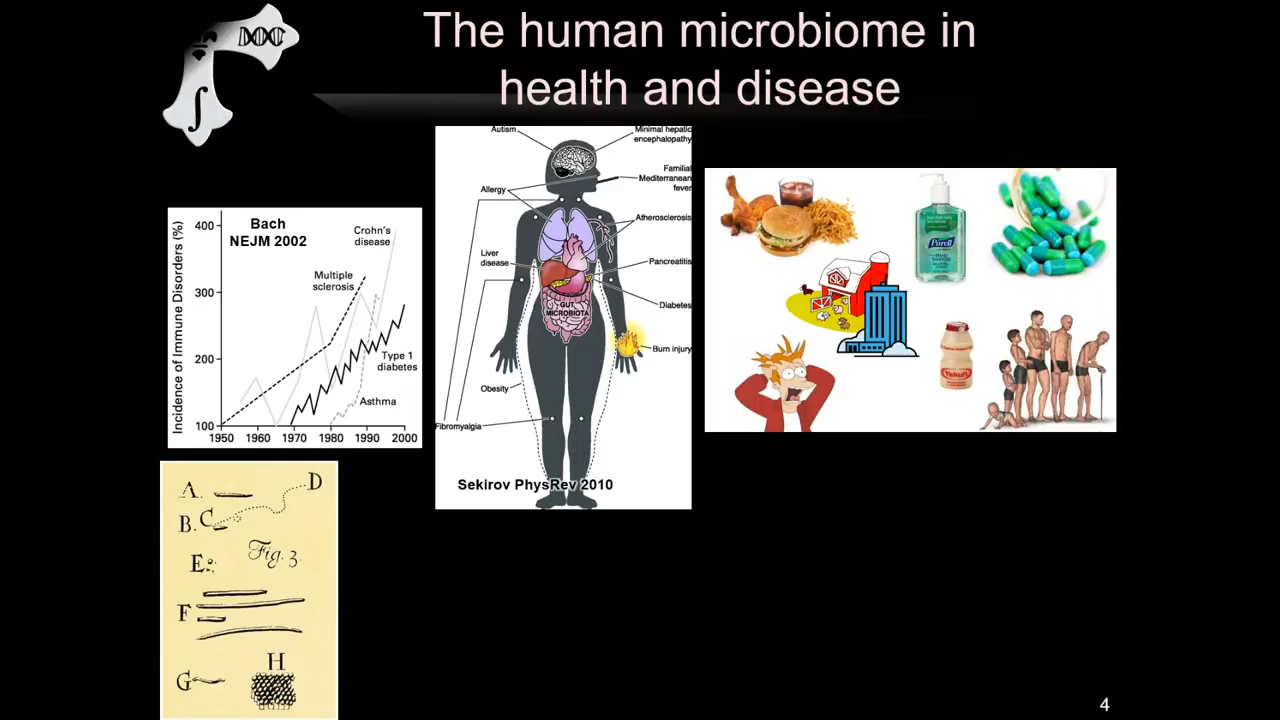 DOC
∫
The human microbiome in
health and disease
Incidence of Immune Disorders (%)
400
300
200
100
Bach
NEJM 2002
Crohn's
disease
Multiple
sclerosis
Type 1
diabetes
Asthma
1950 1960 1970 1980 1990 2000
Autism
Minimal hepatic
encephalopathy
Familial
Mediterranean
fever
Allergy
Atherosclerosis
Liver
disease
Pancreatitis
GUT
MICROBIOTA
Diabetes
Burn injury
Obesity
Fibromyalgia
Sekirov PhysRev 2010
Purell
Yakult
A.
D
B. C
Fig. 3.
E
F
H
G
4